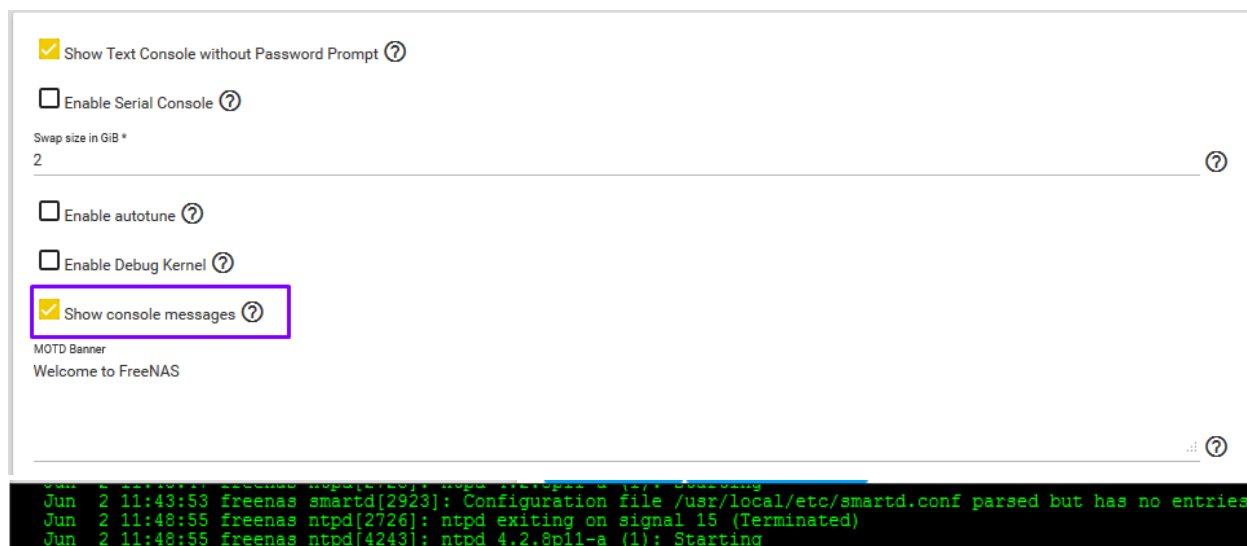 Show Text Console without Password Prompt
Enable Serial Console
Swap size in GiB *
2
Enable autotune
Enable Debug Kernel
Show console messages
MOTD Banner
Welcome to FreeNAS
Jun 2 11:43:53 freenas smartd[2923]: Configuration file /usr/local/etc/smartd.conf parsed but has no entries
Jun 2 11:48:55 freenas ntpd[2726]: ntpd exiting on signal 15 (Terminated)
Jun 2 11:48:55 freenas ntpd[4243]: ntpd 4.2.8p11-a (1): Starting